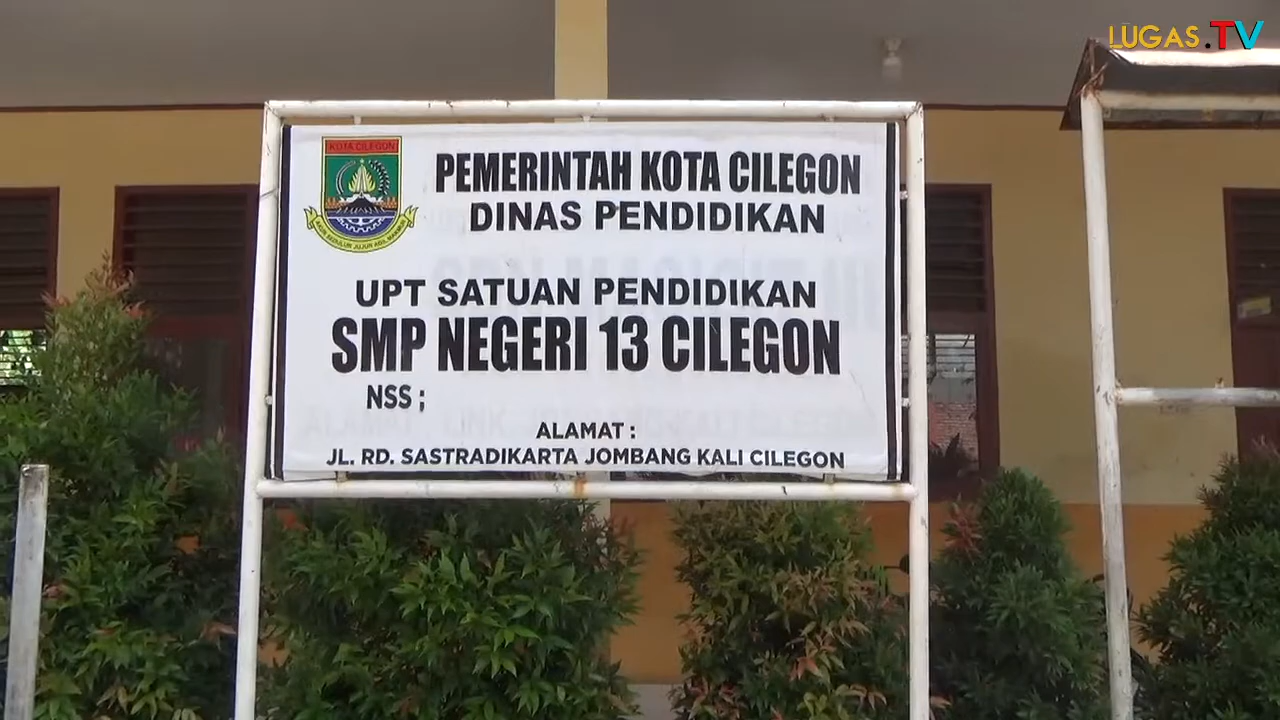 LUGAS.TV
KOTA CILEGON
PEMERINTAH KOTA CILEGON
DINAS PENDIDIKAN
UPT SATUAN PENDIDIKAN
SMP NEGERI 13 CILEGON
NSS ;
ALAMAT :
JL. RD. SASTRADIKARTA JOMBANG KALI CILEGON